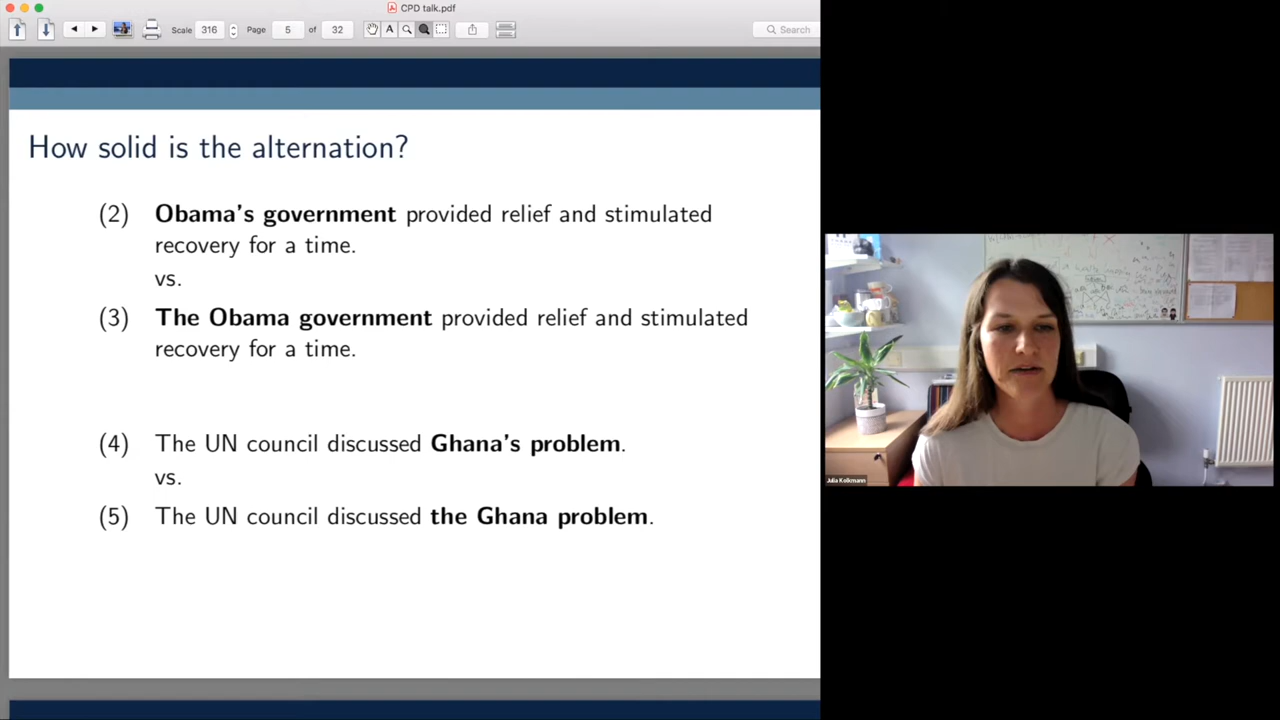 CPD talk.pdf
Scale 316 Page 5 of 32 A Search
How solid is the alternation?
(2) Obama's government provided relief and stimulated
recovery for a time.
vs.
(3) The Obama government provided relief and stimulated
recovery for a time.
(4) The UN council discussed Ghana's problem.
vs.
(5) The UN council discussed the Ghana problem.
Julia Kolkmann